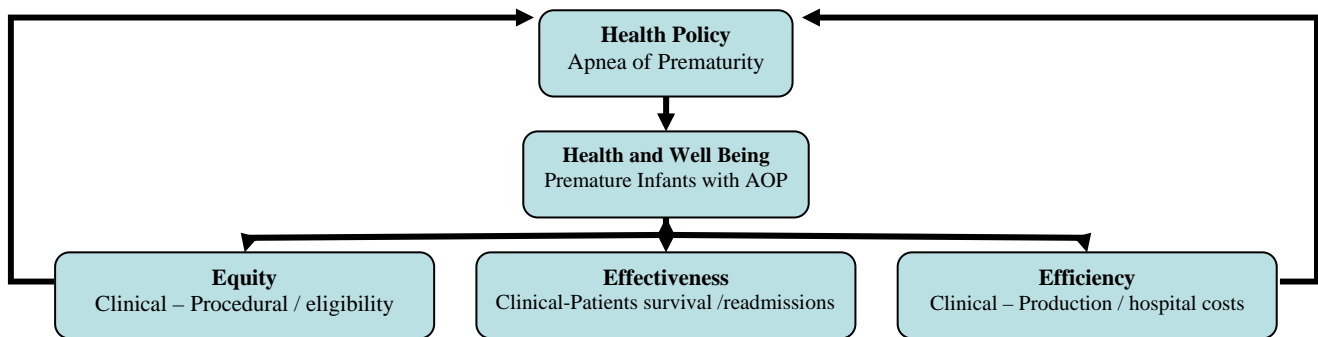 Health Policy
Apnea of Prematurity
Health and Well Being
Premature Infants with AOP
Equity
Clinical – Procedural / eligibility
Effectiveness
Clinical-Patients survival /readmissions
Efficiency
Clinical – Production / hospital costs